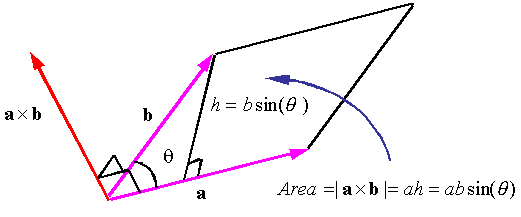 a×b
b
h = b sin(θ )
θ
a
Area =| a×b |= ah = ab sin(θ)